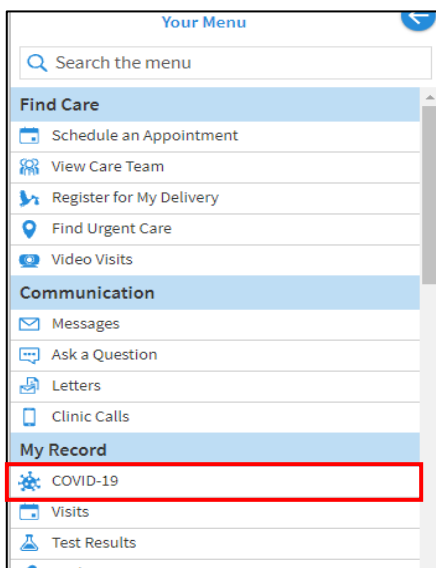 Your Menu
Search the menu
Find Care
Schedule an Appointment
View Care Team
Register for My Delivery
Find Urgent Care
Video Visits
Communication
Messages
Ask a Question
Letters
Clinic Calls
My Record
COVID-19
Visits
Test Results